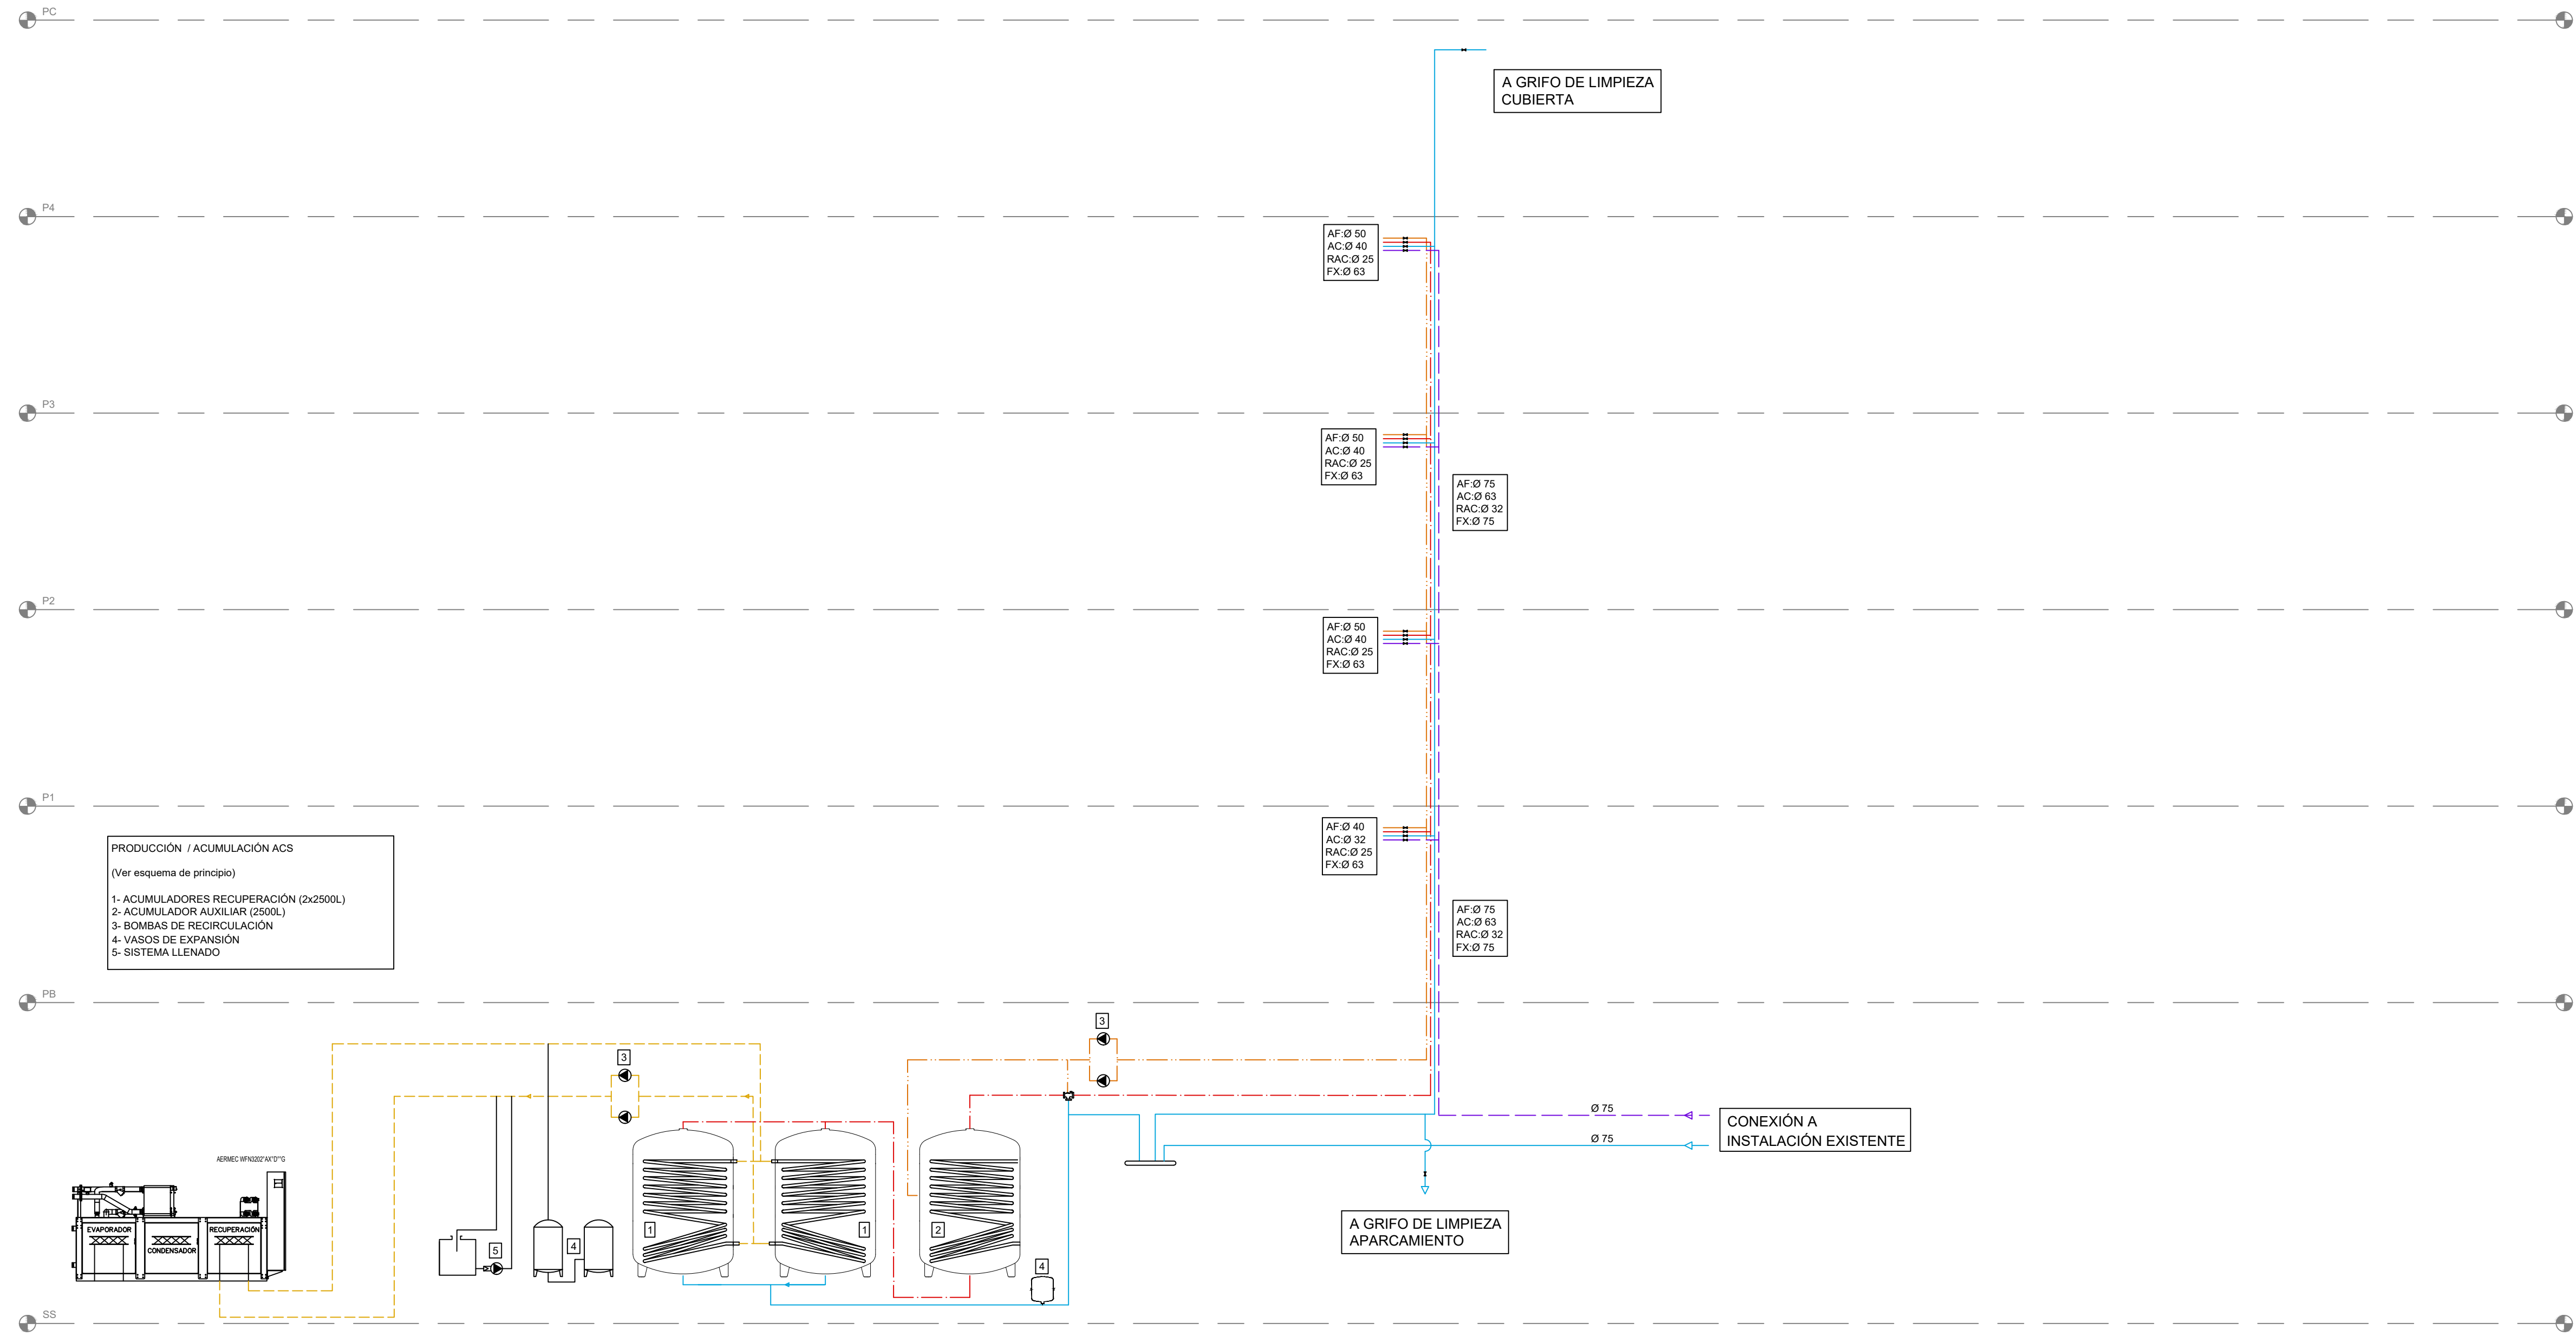 PC
A GRIFO DE LIMPIEZA
CUBIERTA
P4
AF:Ø 50
AC:Ø 40
RAC:Ø 25
FX:Ø 63
P3
AF:Ø 50
AC:Ø 40
RAC:Ø 25
FX:Ø 63
AF:Ø 75
AC:Ø 63
RAC:Ø 32
FX:Ø 75
P2
AF:Ø 50
AC:Ø 40
RAC:Ø 25
FX:Ø 63
P1
AF:Ø 40
AC:Ø 32
RAC:Ø 25
FX:Ø 63
PRODUCCIÓN / ACUMULACIÓN ACS
(Ver esquema de principio)
1- ACUMULADORES RECUPERACIÓN (2x2500L)
2- ACUMULADOR AUXILIAR (2500L)
3- BOMBAS DE RECIRCULACIÓN
4- VASOS DE EXPANSIÓN
5- SISTEMA LLENADO
AF:Ø 75
AC:Ø 63
RAC:Ø 32
FX:Ø 75
PB
3
3
Ø 75
CONEXIÓN A
INSTALACIÓN EXISTENTE
Ø 75
AERMEC WFN3202°AX°D°°G
EVAPORADOR
CONDENSADOR
RECUPERACIÓN
5
4
1
1
2
4
A GRIFO DE LIMPIEZA
APARCAMIENTO
SS